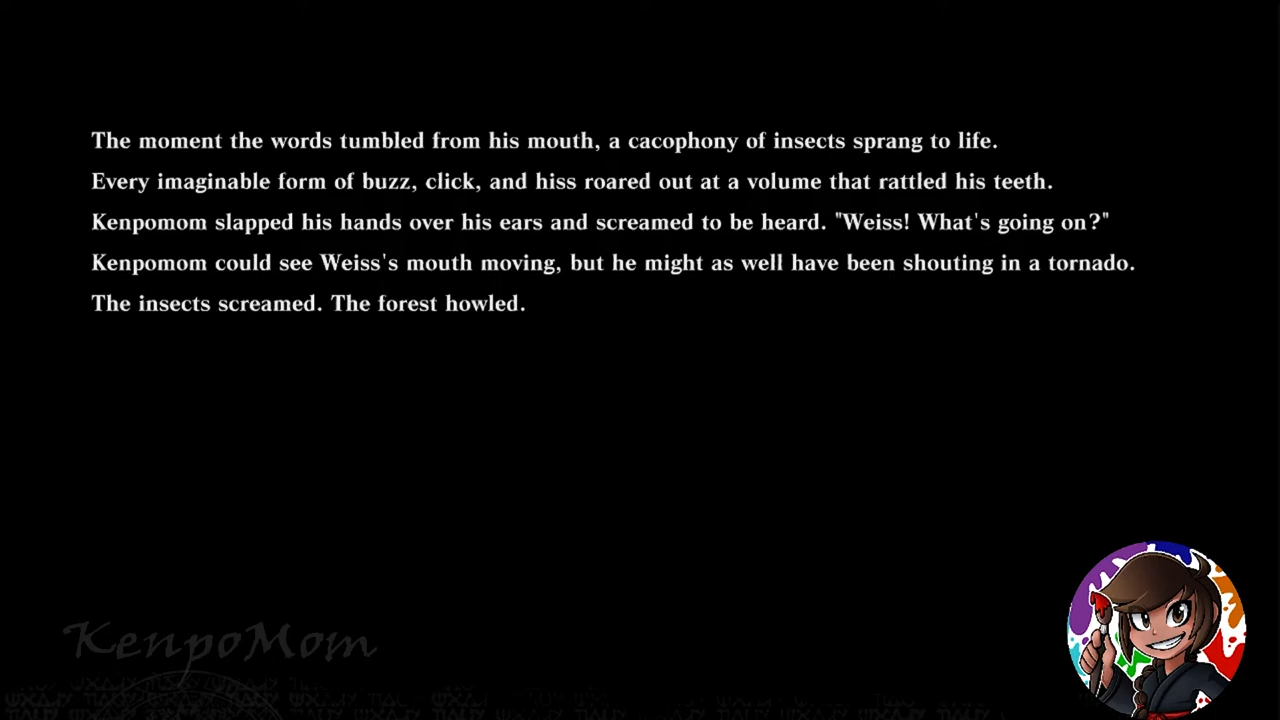 The moment the words tumbled from his mouth, a cacophony of insects sprang to life.
Every imaginable form of buzz, click, and hiss roared out at a volume that rattled his teeth.
Kenpomom slapped his hands over his ears and screamed to be heard. "Weiss! What's going on?"
Kenpomom could see Weiss's mouth moving, but he might as well have been shouting in a tornado.
The insects screamed. The forest howled.
KenpoMom